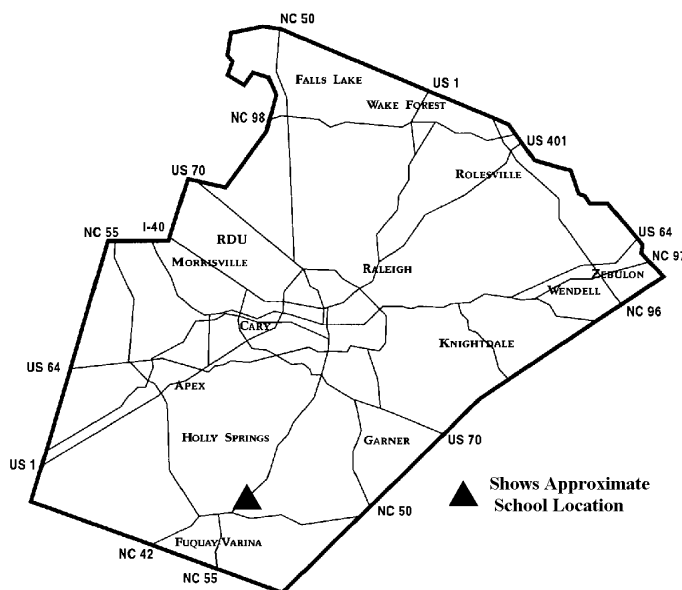 NC 50
FALLS LAKE
US 1
WAKE FOREST
NC 98
US 401
ROLESVILLE
US 70
I-40
NC 55
RDU
US 64
MORRISVILLE
RALEIGH
NC 97
ZEBULON
WENDELL
NC 96
CARY
KNIGHTDALE
US 64
APEX
HOLLY SPRINGS
GARNER
US 70
US 1
Shows Approximate
School Location
NC 50
FUQUAY-VARINA
NC 42
NC 55